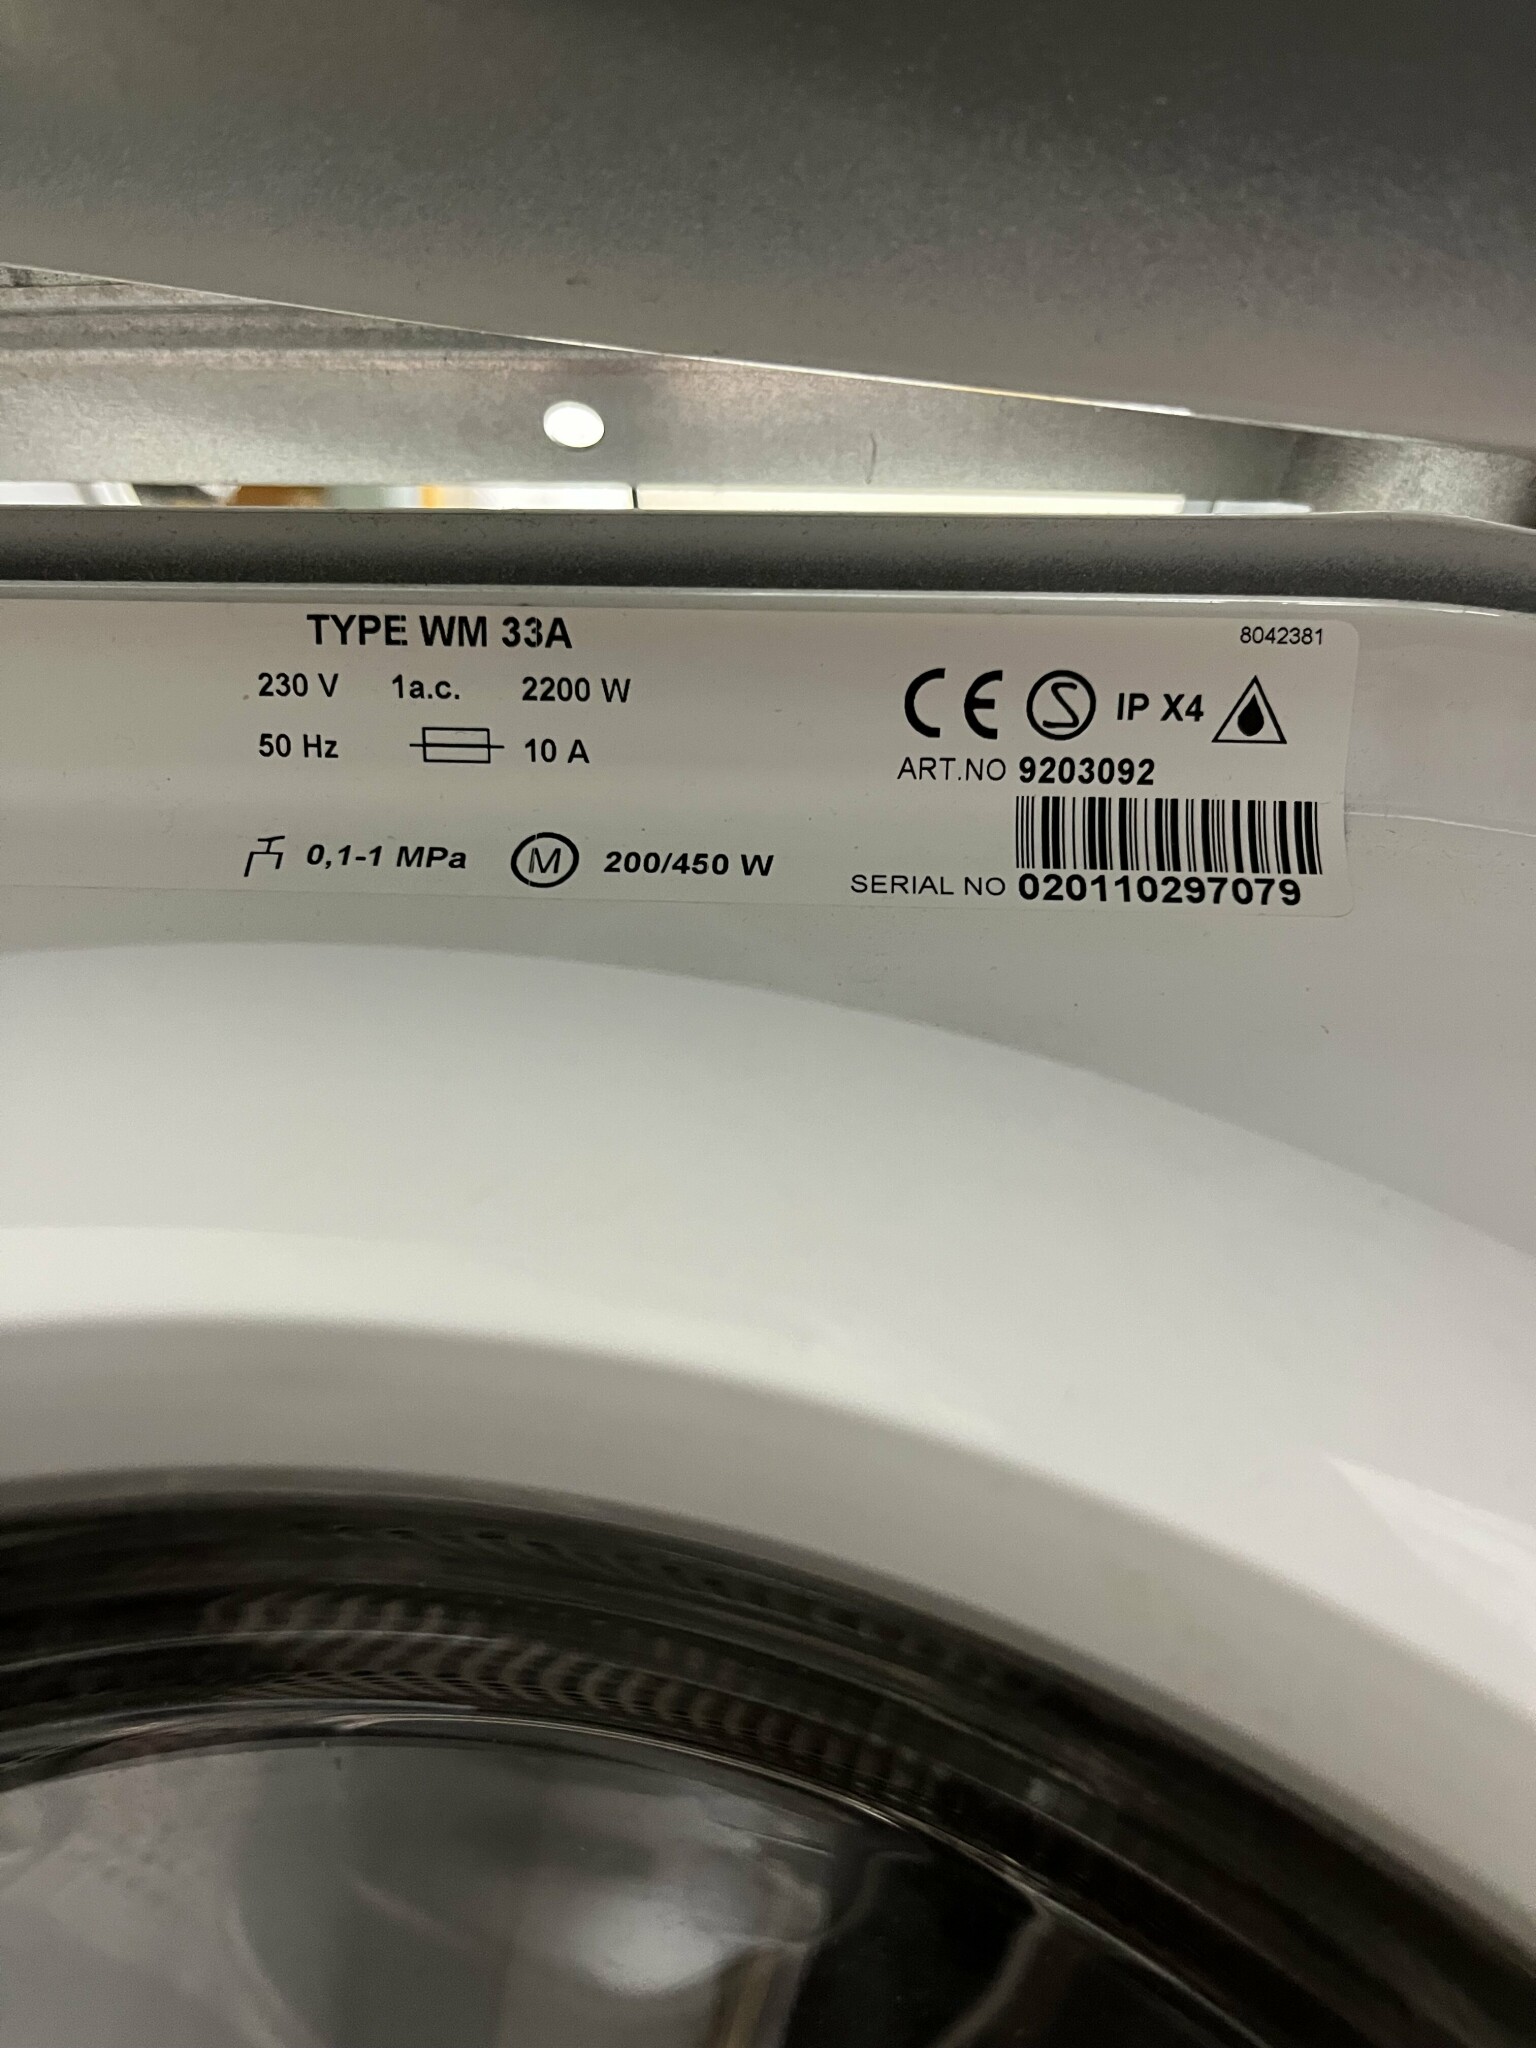 TYPE WM 33A
8042381
230 V 1a.c. 2200 W
50 Hz 10 A
CE S IP X4
ART.NO 9203092
0,1-1 MPa M 200/450 W
SERIAL NO 020110297079